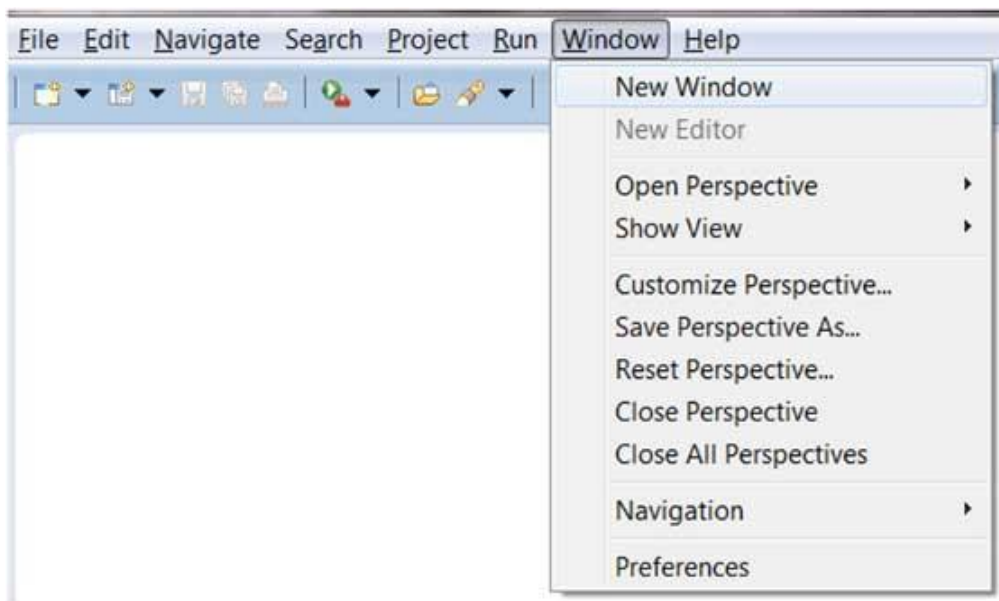 File Edit Navigate Search Project Run Window Help
New Window
New Editor
Open Perspective
Show View
Customize Perspective...
Save Perspective As...
Reset Perspective...
Close Perspective
Close All Perspectives
Navigation
Preferences